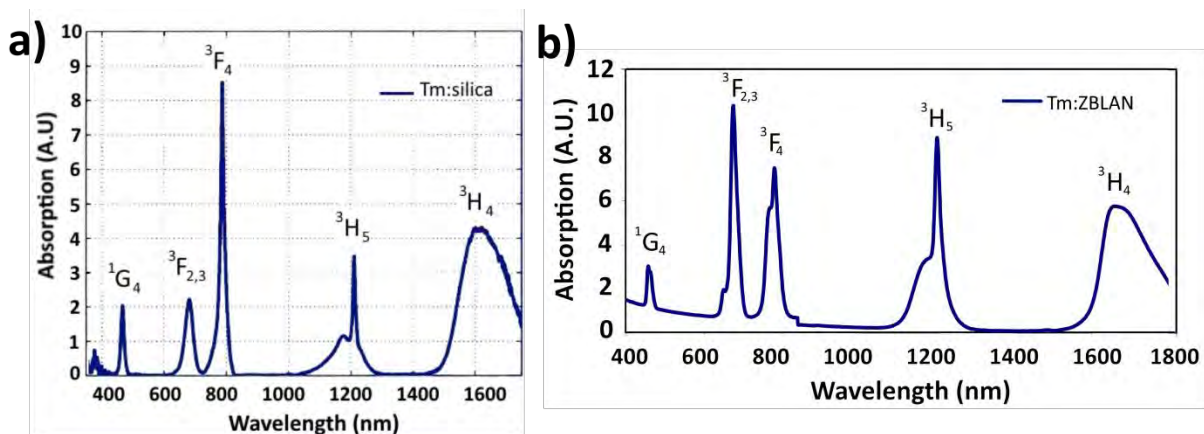 a)
10
9
8
7
6
5
4
3
2
1
0
Absorption (A.U)
³F₄
Tm:silica
³H₄
³H₅
³F₂,₃
¹G₄
400 600 800 1000 1200 1400 1600
Wavelength (nm)
b)
12
10
8
6
4
2
0
Absorption (A.U.)
³F₂,₃
Tm:ZBLAN
³F₄
³H₅
³H₄
¹G₄
400 600 800 1000 1200 1400 1600 1800
Wavelength (nm)